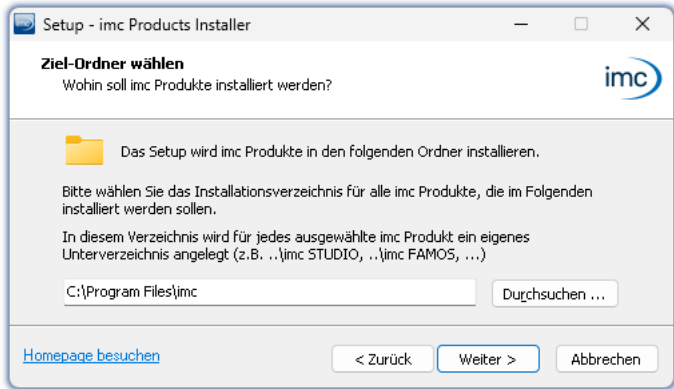 Setup - imc Products Installer
Ziel-Ordner wählen
Wohin soll imc Produkte installiert werden?
imc
Das Setup wird imc Produkte in den folgenden Ordner installieren.
Bitte wählen Sie das Installationsverzeichnis für alle imc Produkte, die im Folgenden
installiert werden sollen.
In diesem Verzeichnis wird für jedes ausgewählte imc Produkt ein eigenes
Unterverzeichnis angelegt (z.B. ..\imc STUDIO, ..\imc FAMOS, ...)
C:\Program Files\imc
Durchsuchen ...
Homepage besuchen
< Zurück
Weiter >
Abbrechen